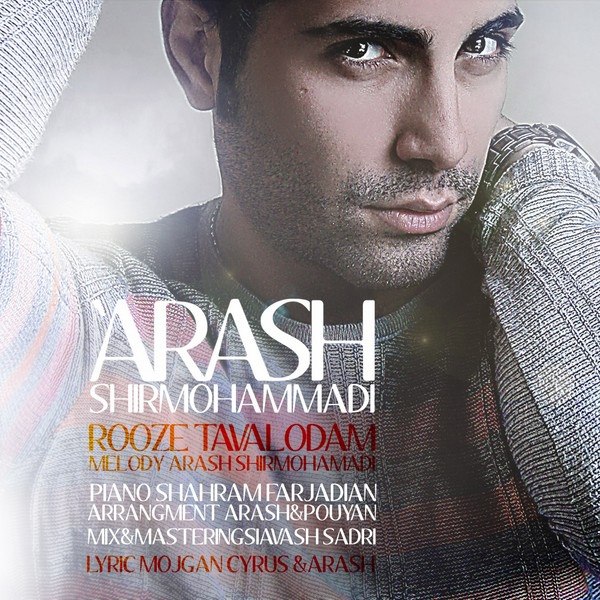 'ARASH
SHIRMOHAMMADI
ROOZE TAVALODAM
MELODY ARASH SHIRMOHAMADI
PIANO SHAHRAM FARJADIAN
ARRANGMENT ARASH&POUYAN
MIX&MASTERINGSIAVASH SADRI
LYRIC MOJGAN CYRUS & ARASH